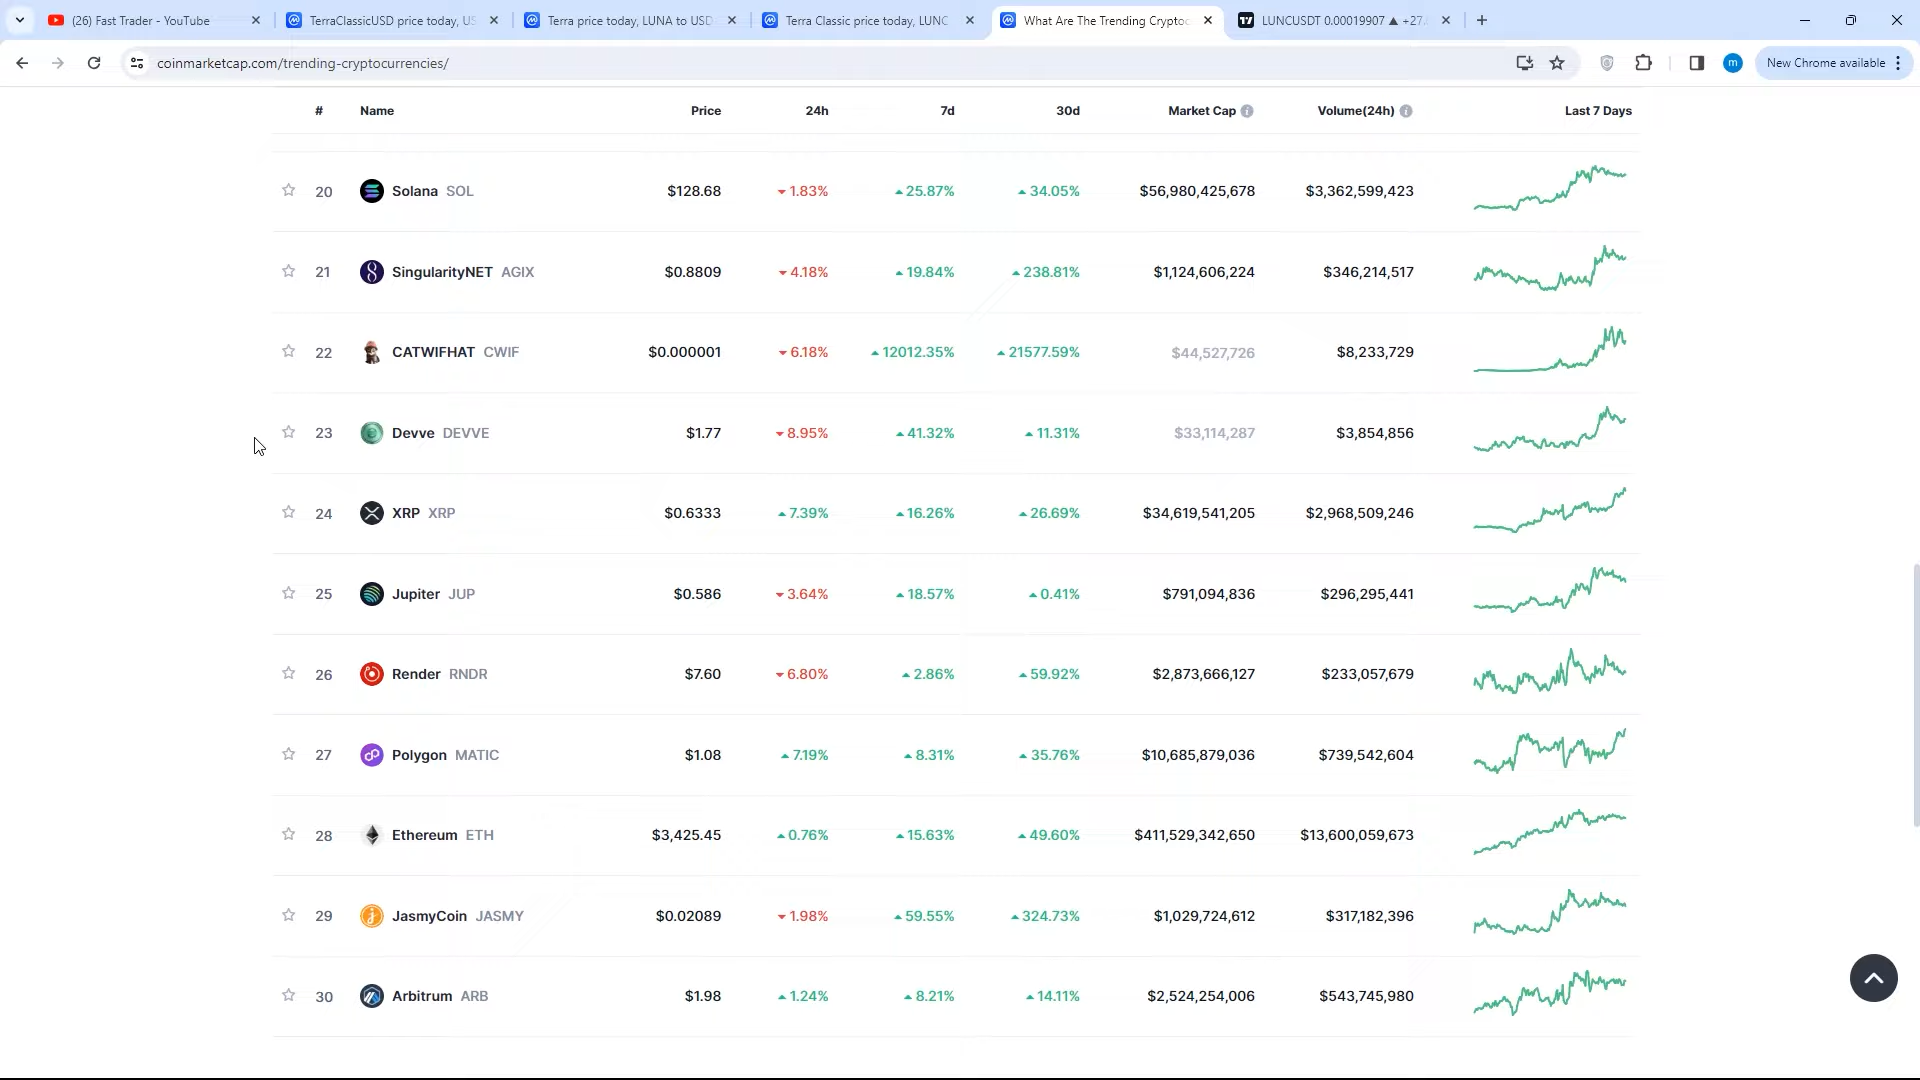 (26) Fast Trader - YouTube TerraClassicUSD price today, US Terra price today, LUNA to USD Terra Classic price today, LUNC What Are The Trending Cryptoc LUNCUSDT 0.00019907 ▲ +27.
coinmarketcap.com/trending-cryptocurrencies/ m New Chrome available
# Name Price 24h 7d 30d Market Cap Volume(24h) Last 7 Days
20 Solana SOL $128.68 1.83% 25.87% 34.05% $56,980,425,678 $3,362,599,423
21 SingularityNET AGIX $0.8809 4.18% 19.84% 238.81% $1,124,606,224 $346,214,517
22 CATWIFHAT CWIF $0.000001 6.18% 12012.35% 21577.59% $44,527,726 $8,233,729
23 Devve DEVVE $1.77 8.95% 41.32% 11.31% $33,114,287 $3,854,856
24 XRP XRP $0.6333 7.39% 16.26% 26.69% $34,619,541,205 $2,968,509,246
25 Jupiter JUP $0.586 3.64% 18.57% 0.41% $791,094,836 $296,295,441
26 Render RNDR $7.60 6.80% 2.86% 59.92% $2,873,666,127 $233,057,679
27 Polygon MATIC $1.08 7.19% 8.31% 35.76% $10,685,879,036 $739,542,604
28 Ethereum ETH $3,425.45 0.76% 15.63% 49.60% $411,529,342,650 $13,600,059,673
29 JasmyCoin JASMY $0.02089 1.98% 59.55% 324.73% $1,029,724,612 $317,182,396
30 Arbitrum ARB $1.98 1.24% 8.21% 14.11% $2,524,254,006 $543,745,980